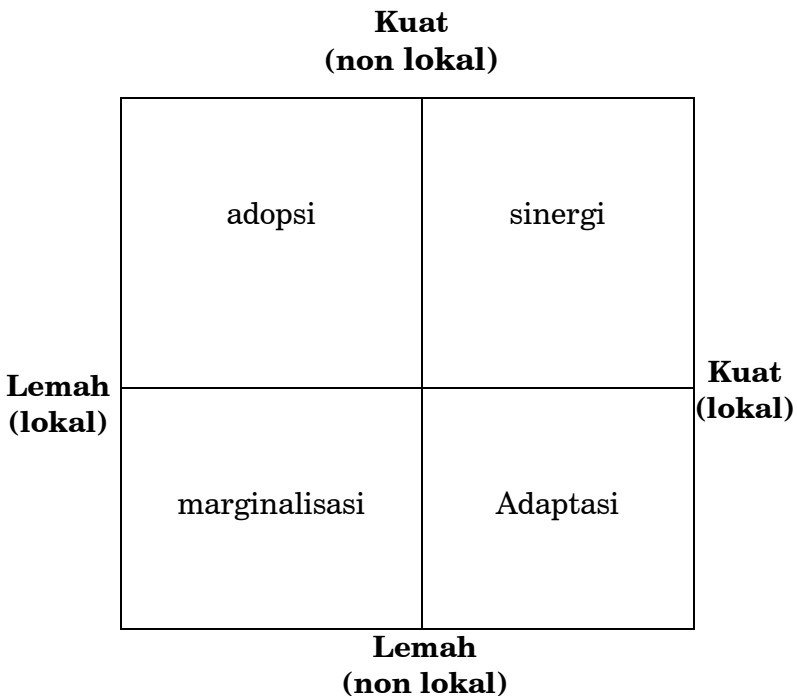 Kuat
(non lokal)
adopsi
sinergi
Lemah
(lokal)
Kuat
(lokal)
marginalisasi
Adaptasi
Lemah
(non lokal)